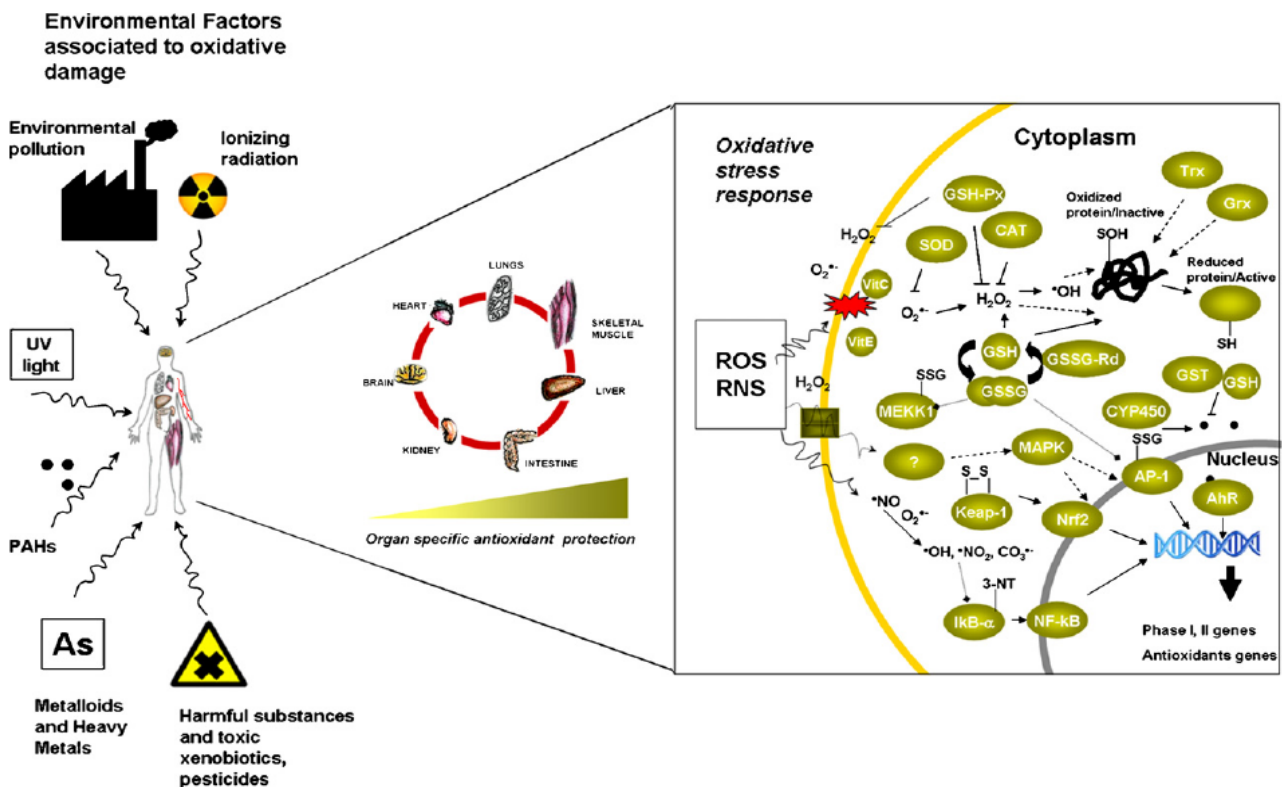 Environmental Factors
associated to oxidative
damage
Environmental
pollution
Ionizing
radiation
UV
light
PAHs
As
Metalloids
and Heavy
Metals
Harmful substances
and toxic
xenobiotics,
pesticides
LUNGS
HEART
SKELETAL
MUSCLE
BRAIN
LIVER
KIDNEY
INTESTINE
Organ specific antioxidant protection
Oxidative
stress
response
Cytoplasm
ROS
RNS
GSH-Px
H₂O₂
SOD
CAT
O₂•-
VitC
O₂•-
H₂O₂
•OH
VitE
Oxidized
protein/Inactive
SOH
Trx
Grx
Reduced
protein/Active
SH
GSH
GSSG-Rd
GSSG
H₂O₂
SSG
MEKK1
GST
GSH
CYP450
SSG
AP-1
?
MAPK
S_S
Keap-1
Nrf2
Nucleus
AhR
•NO O₂•-
•OH, •NO₂, CO₃•-
3-NT
IkB-α
NF-kB
Phase I, II genes
Antioxidants genes